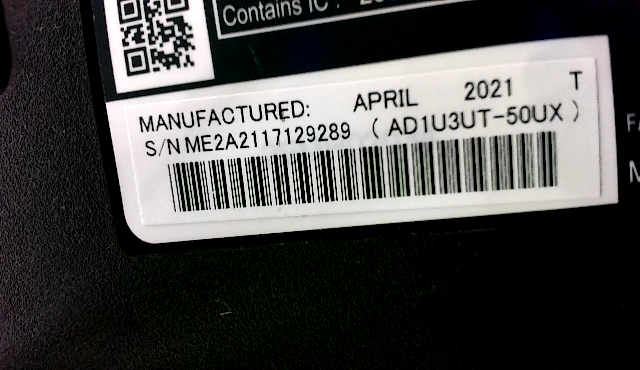 Contains IC :
MANUFACTURED: APRIL 2021 T
S/N ME2A2117129289 ( AD1U3UT-50UX )